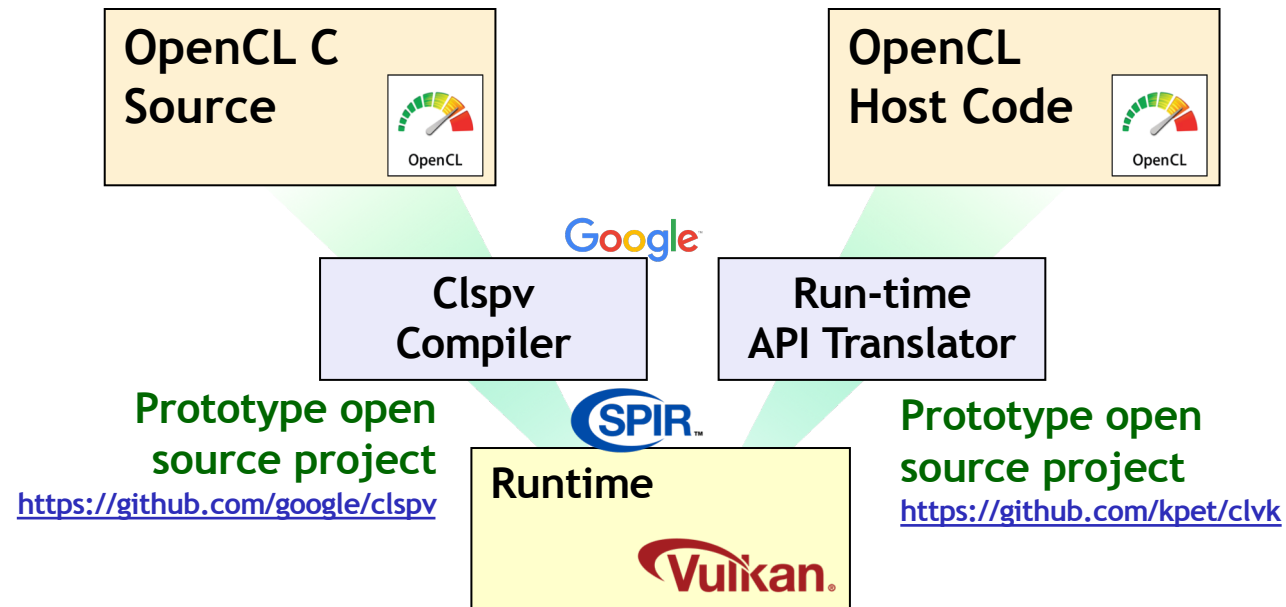 OpenCL C
Source
OpenCL
OpenCL
Host Code
OpenCL
Google
Clspv
Compiler
Run-time
API Translator
Prototype open
source project
https://github.com/google/clspv
SPIR™
Runtime
Vulkan®
Prototype open
source project
https://github.com/kpet/clvk